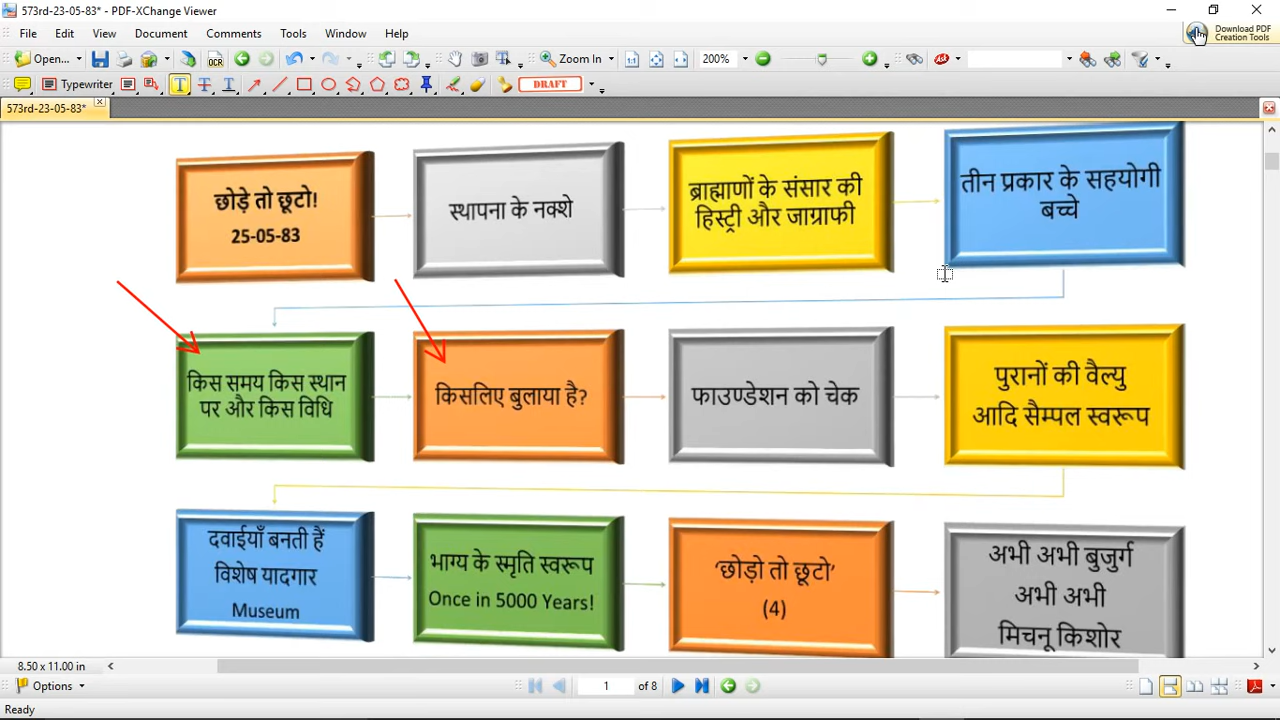 573rd-23-05-83* - PDF-XChange Viewer
File Edit View Document Comments Tools Window Help
Download PDF
Creation Tools
Open... OCR Zoom In 200%
Typewriter DRAFT
573rd-23-05-83*
छोड़े तो छूटो!
25-05-83
स्थापना के नक्शे
ब्राह्माणों के संसार की
हिस्ट्री और जाग्राफी
तीन प्रकार के सहयोगी
बच्चे
किस समय किस स्थान
पर और किस विधि
किसलिए बुलाया है?
फाउण्डेशन को चेक
पुरानों की वैल्यु
आदि सैम्पल स्वरूप
दवाईयाँ बनती हैं
विशेष यादगार
Museum
भाग्य के स्मृति स्वरूप
Once in 5000 Years!
‘छोड़ो तो छूटो’
(4)
अभी अभी बुजुर्ग
अभी अभी
मिचनू किशोर
8.50 x 11.00 in
Options 1 of 8
Ready